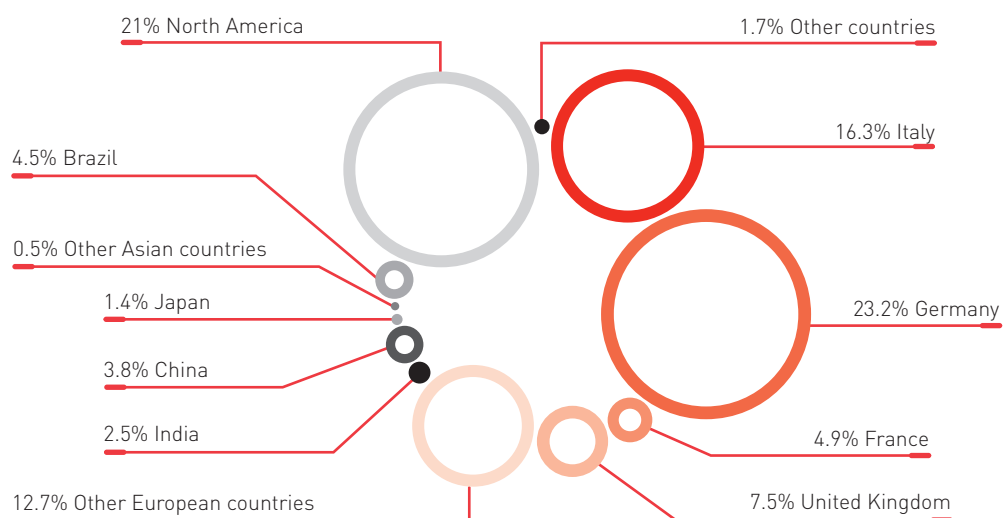 21% North America
1.7% Other countries
16.3% Italy
4.5% Brazil
0.5% Other Asian countries
1.4% Japan
23.2% Germany
3.8% China
2.5% India
4.9% France
12.7% Other European countries
7.5% United Kingdom